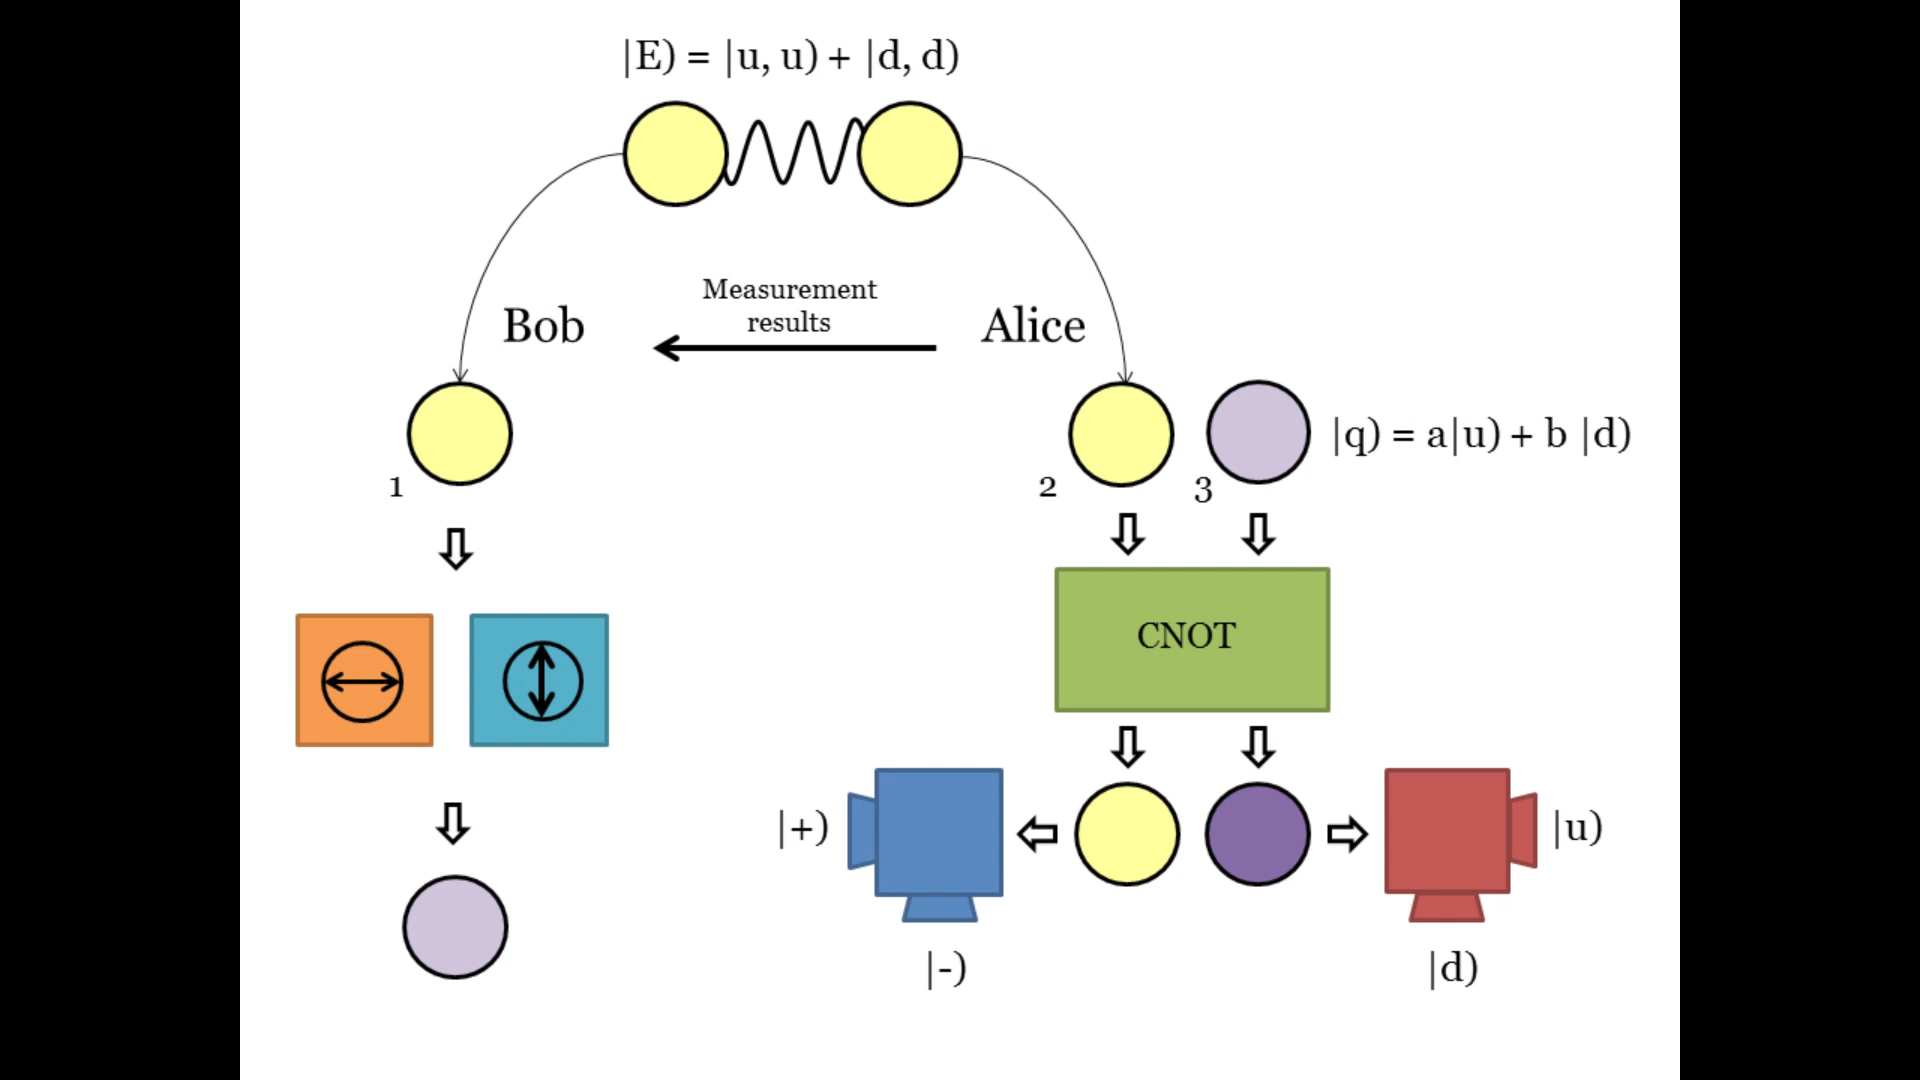 |E) = |u, u) + |d, d)
Measurement
results
Bob
Alice
|q) = a|u) + b |d)
1
2
3
CNOT
|+)
|u)
|-)
|d)